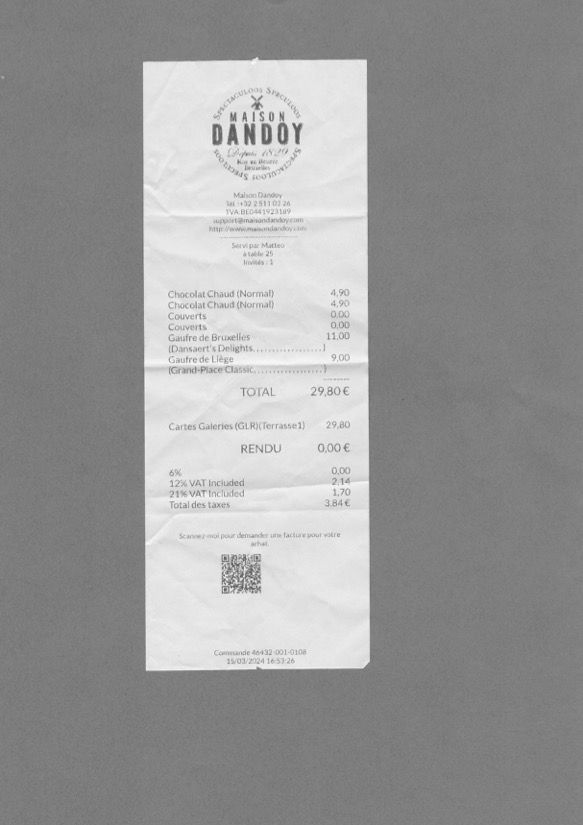 SPECTACULOOS SPECULOOS
MAISON
DANDOY
Depuis 1829
Rue au Beurre
Bruxelles
SPECTACULOOS SPECULOOS
Maison Dandoy
Tel :+32 2 511 03 26
TVA:BE0441923189
support@maisondandoy.com
http://www.maisondandoy.com
Servi par Matteo
à table 25
Invités : 1
Chocolat Chaud (Normal) 4,90
Chocolat Chaud (Normal) 4,90
Couverts 0,00
Couverts 0,00
Gaufre de Bruxelles 11,00
(Dansaert's Delights..................)
Gaufre de Liège 9,00
(Grand-Place Classic..................)
--------
TOTAL 29,80 €
Cartes Galeries (GLR)(Terrasse1) 29,80
RENDU 0,00 €
6% 0,00
12% VAT Included 2,14
21% VAT Included 1,70
Total des taxes 3,84 €
Scannez-moi pour demander une facture pour votre
achat.
Commande 46432-001-0108
15/03/2024 16:53:26